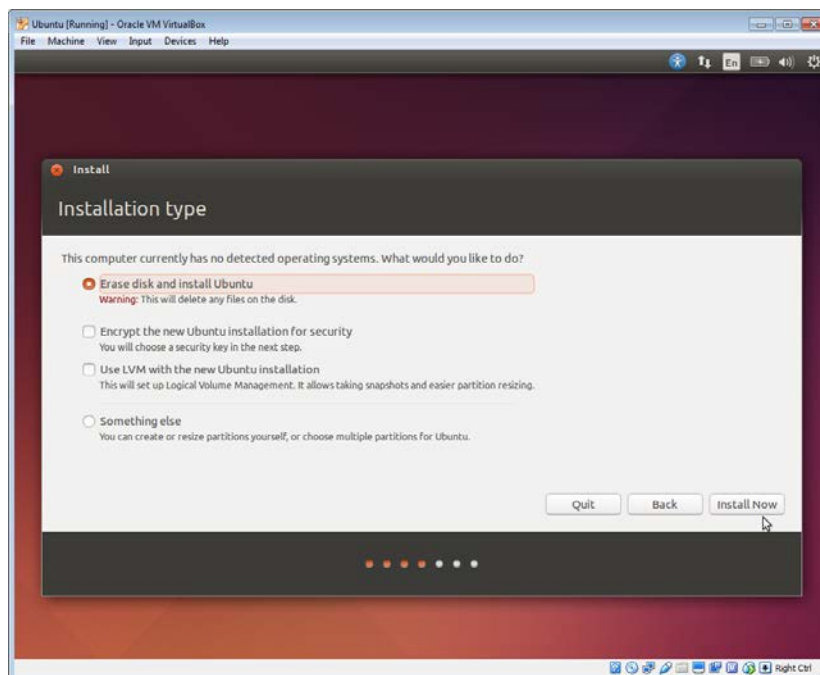 Ubuntu [Running] - Oracle VM VirtualBox
File Machine View Input Devices Help
En
Install
Installation type
This computer currently has no detected operating systems. What would you like to do?
Erase disk and install Ubuntu
Warning: This will delete any files on the disk.
Encrypt the new Ubuntu installation for security
You will choose a security key in the next step.
Use LVM with the new Ubuntu installation
This will set up Logical Volume Management. It allows taking snapshots and easier partition resizing.
Something else
You can create or resize partitions yourself, or choose multiple partitions for Ubuntu.
Quit Back Install Now
Right Ctrl